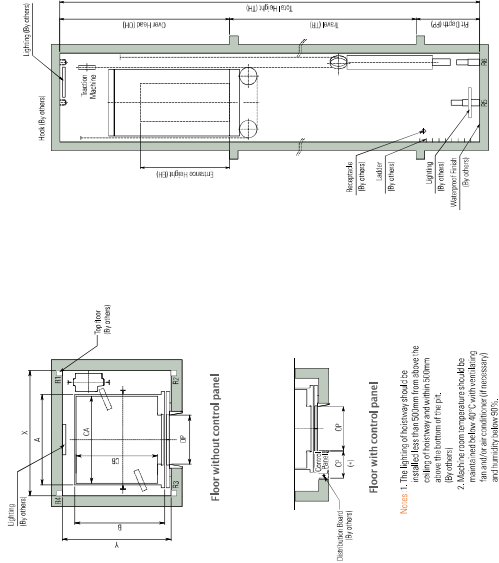 Total Height (TH)
Over Head (OH)
Travel (TR)
Pit Depth (PP)
Lighting (By others)
Hook (By others)
Traction
Machine
R6
R5
Entrance Height (EH)
Receptacle
(By others)
Ladder
(By others)
Lighting
(By others)
Waterproof Finish
(By others)
Top floor
(By others)
Lighting
(By others)
X
A
R1
R2
R3
R4
CA
CB
B
Y
OP
Floor without control panel
Control
Panel
CP
OP
(*)
Distribution Board
(By others)
Floor with control panel
Notes: 1. The lighting of hoistway should be
installed less than 500mm from above the
ceiling of hoistway and within 500mm
above the bottom of the pit.
(By others)
2. Machine room temperature should be
maintained below 40°C with ventilating
fan and/or air conditioner (if necessary)
and humidity below 90%.